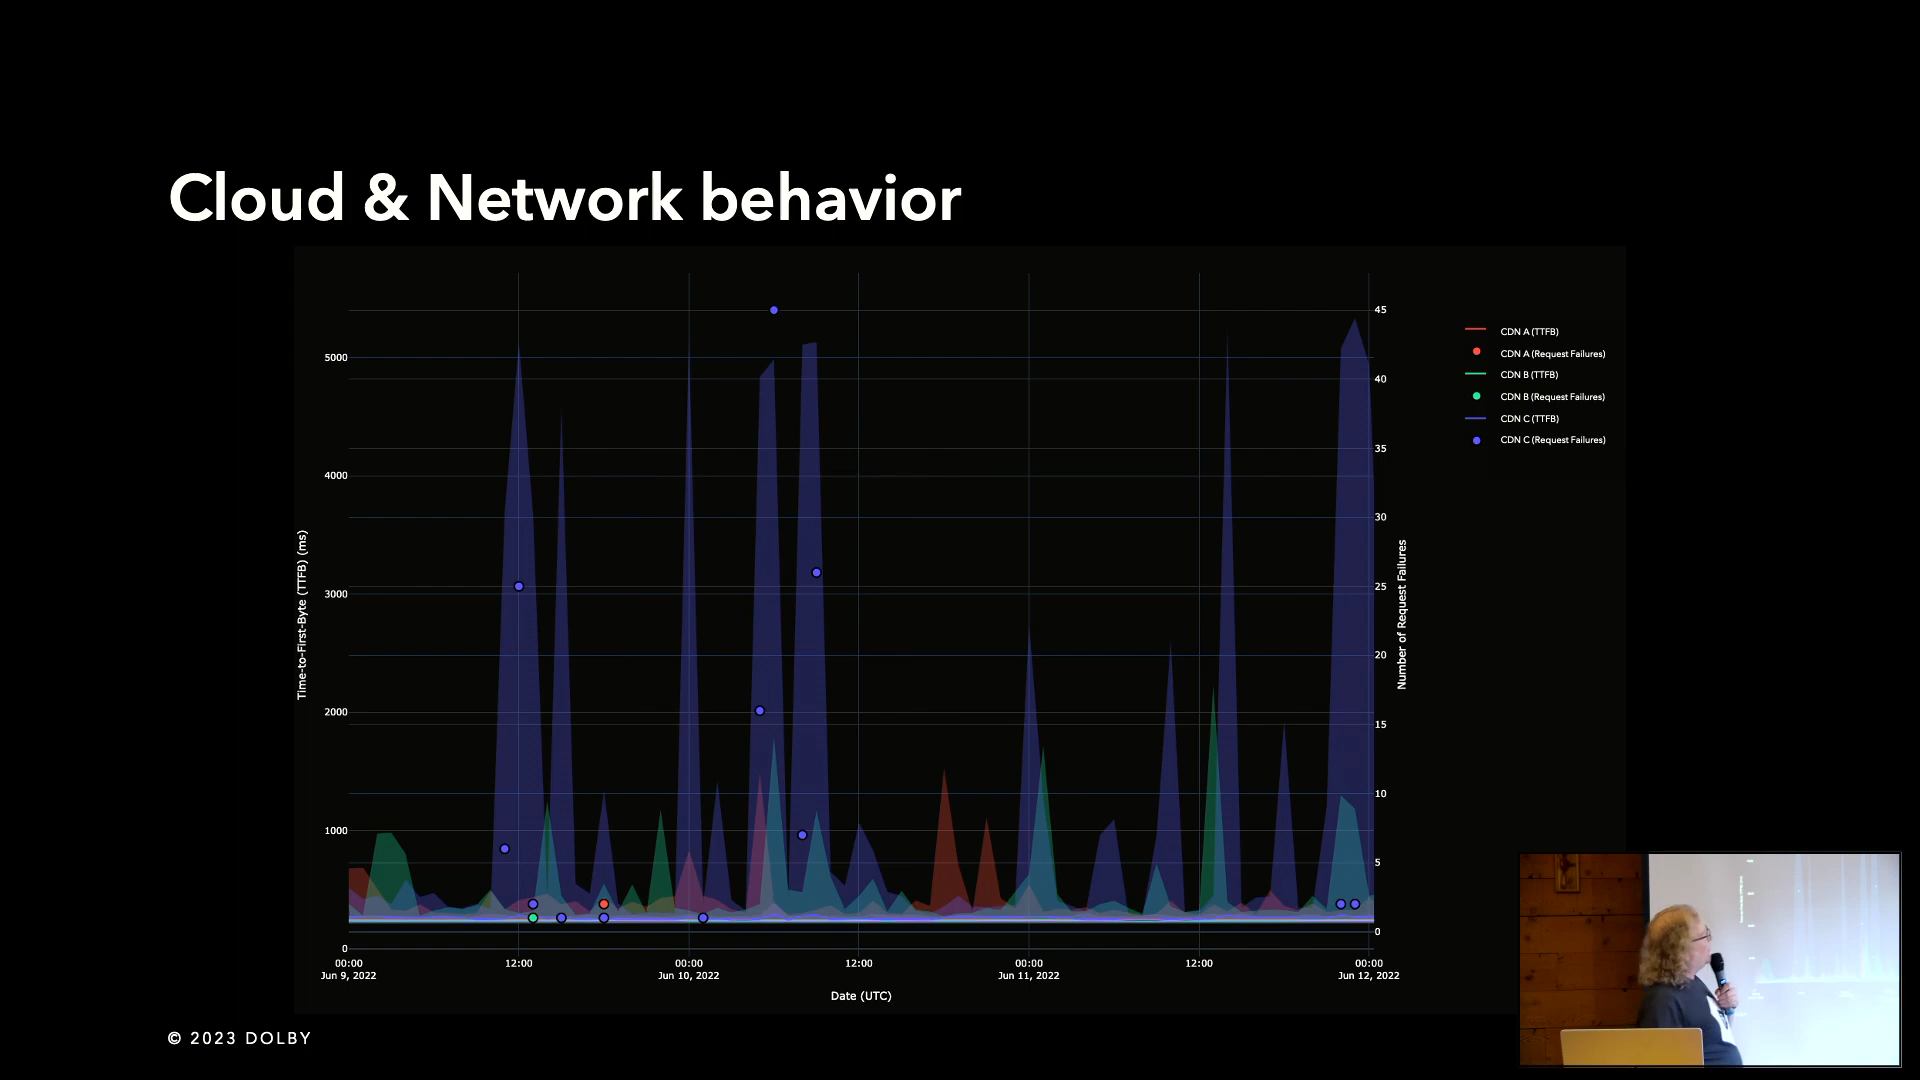 Cloud & Network behavior
45
40
35
30
25
20
15
10
5
0
5000
4000
3000
2000
1000
0
Time-to-First-Byte (TTFB) (ms)
Number of Request Failures
CDN A (TTFB)
CDN A (Request Failures)
CDN B (TTFB)
CDN B (Request Failures)
CDN C (TTFB)
CDN C (Request Failures)
00:00 12:00 00:00 12:00 00:00 12:00 00:00
Jun 9, 2022 Jun 10, 2022 Jun 11, 2022 Jun 12, 2022
Date (UTC)
© 2023 DOLBY